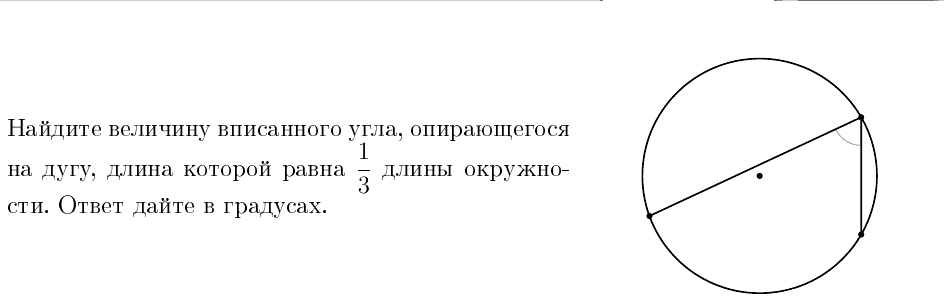 Найдите величину вписанного угла, опирающегося
на дугу, длина которой равна 1/3 длины окружно-
сти. Ответ дайте в градусах.